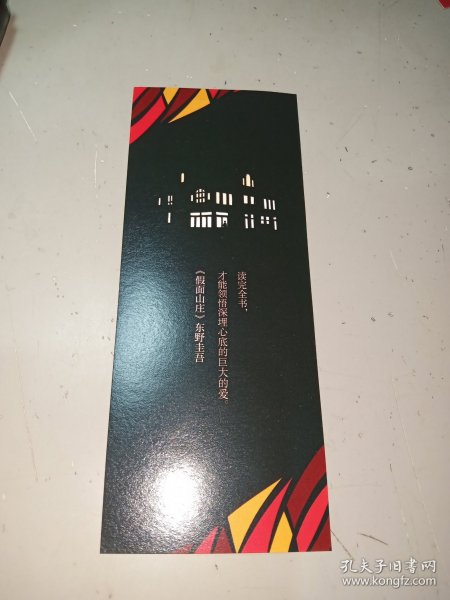 读完全书、
才能领悟深埋心底的巨大的爱。
《假面山庄》东野圭吾
孔夫子旧书网
www.kongfz.com